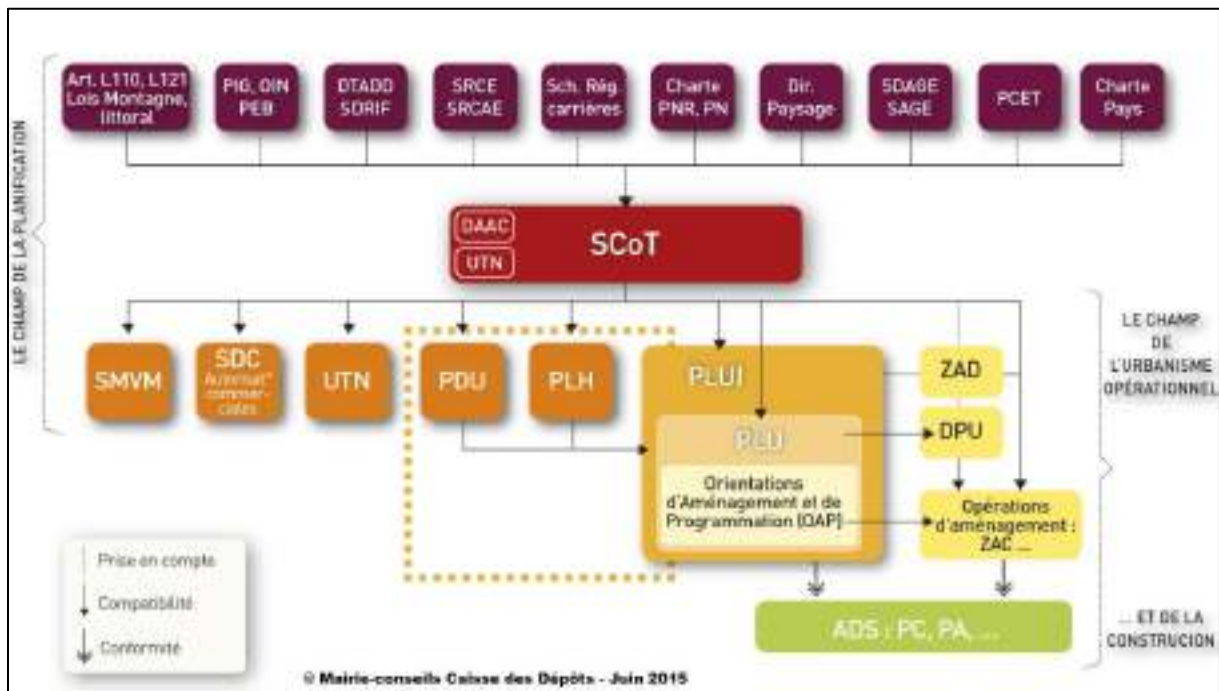 LE CHAMP DE LA PLANIFICATION
Art. L110, L121
Lois Montagne,
littoral
PIG, OIN
PEB
DTADD
SDRIF
SRCE
SRCAE
Sch. Rég.
carrières
Charte
PNR, PN
Dir.
Paysage
SDAGE
SAGE
PCET
Charte
Pays
DAAC
UTN
SCoT
SMVM
SDC
Autorisat°
commer-
ciales
UTN
PDU
PLH
PLUI
PLU
Orientations
d'Aménagement et de
Programmation (OAP)
ZAD
DPU
Opérations
d'aménagement :
ZAC ...
LE CHAMP
DE
L'URBANISME
OPÉRATIONNEL
... ET DE LA
CONSTRUCION
ADS : PC, PA, ...
Prise en compte
Compatibilité
Conformité
© Mairie-conseils Caisse des Dépôts - Juin 2015